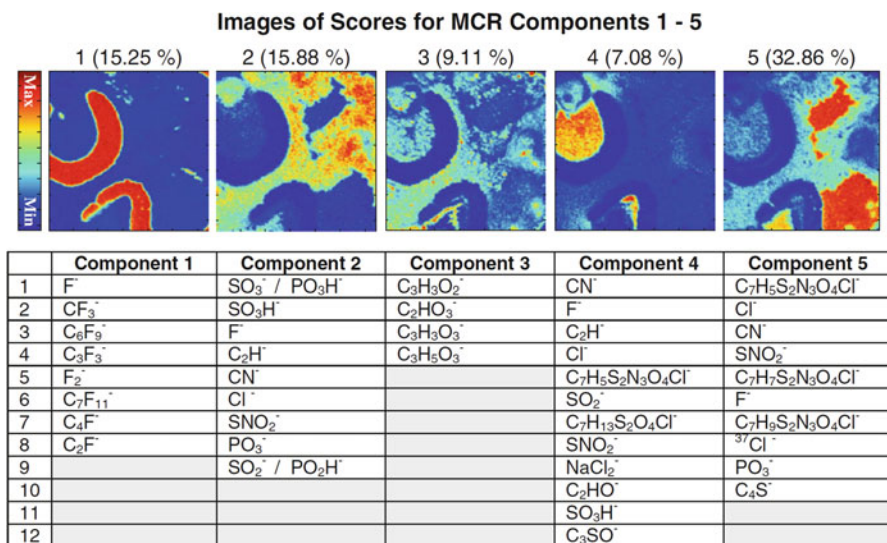 Images of Scores for MCR Components 1 - 5
1 (15.25 %) 2 (15.88 %) 3 (9.11 %) 4 (7.08 %) 5 (32.86 %)
Max
Min
Component 1 Component 2 Component 3 Component 4 Component 5
1 F⁻ SO₃⁻ / PO₃H⁻ C₃H₃O₂⁻ CN⁻ C₇H₅S₂N₃O₄Cl⁻
2 CF₃⁻ SO₃H⁻ C₂HO₃⁻ F⁻ Cl⁻
3 C₆F₉⁻ F⁻ C₃H₃O₃⁻ C₂H⁻ CN⁻
4 C₃F₃⁻ C₂H⁻ C₃H₅O₃⁻ Cl⁻ SNO₂⁻
5 F₂⁻ CN⁻ C₇H₅S₂N₃O₄Cl⁻ C₇H₇S₂N₃O₄Cl⁻
6 C₇F₁₁⁻ Cl⁻ SO₂⁻ F⁻
7 C₄F⁻ SNO₂⁻ C₇H₁₃S₂O₄Cl⁻ C₇H₉S₂N₃O₄Cl⁻
8 C₂F⁻ PO₃⁻ SNO₂⁻ ³⁷Cl⁻
9 SO₂⁻ / PO₂H⁻ NaCl₂⁻ PO₃⁻
10 C₂HO⁻ C₄S⁻
11 SO₃H⁻
12 C₃SO⁻